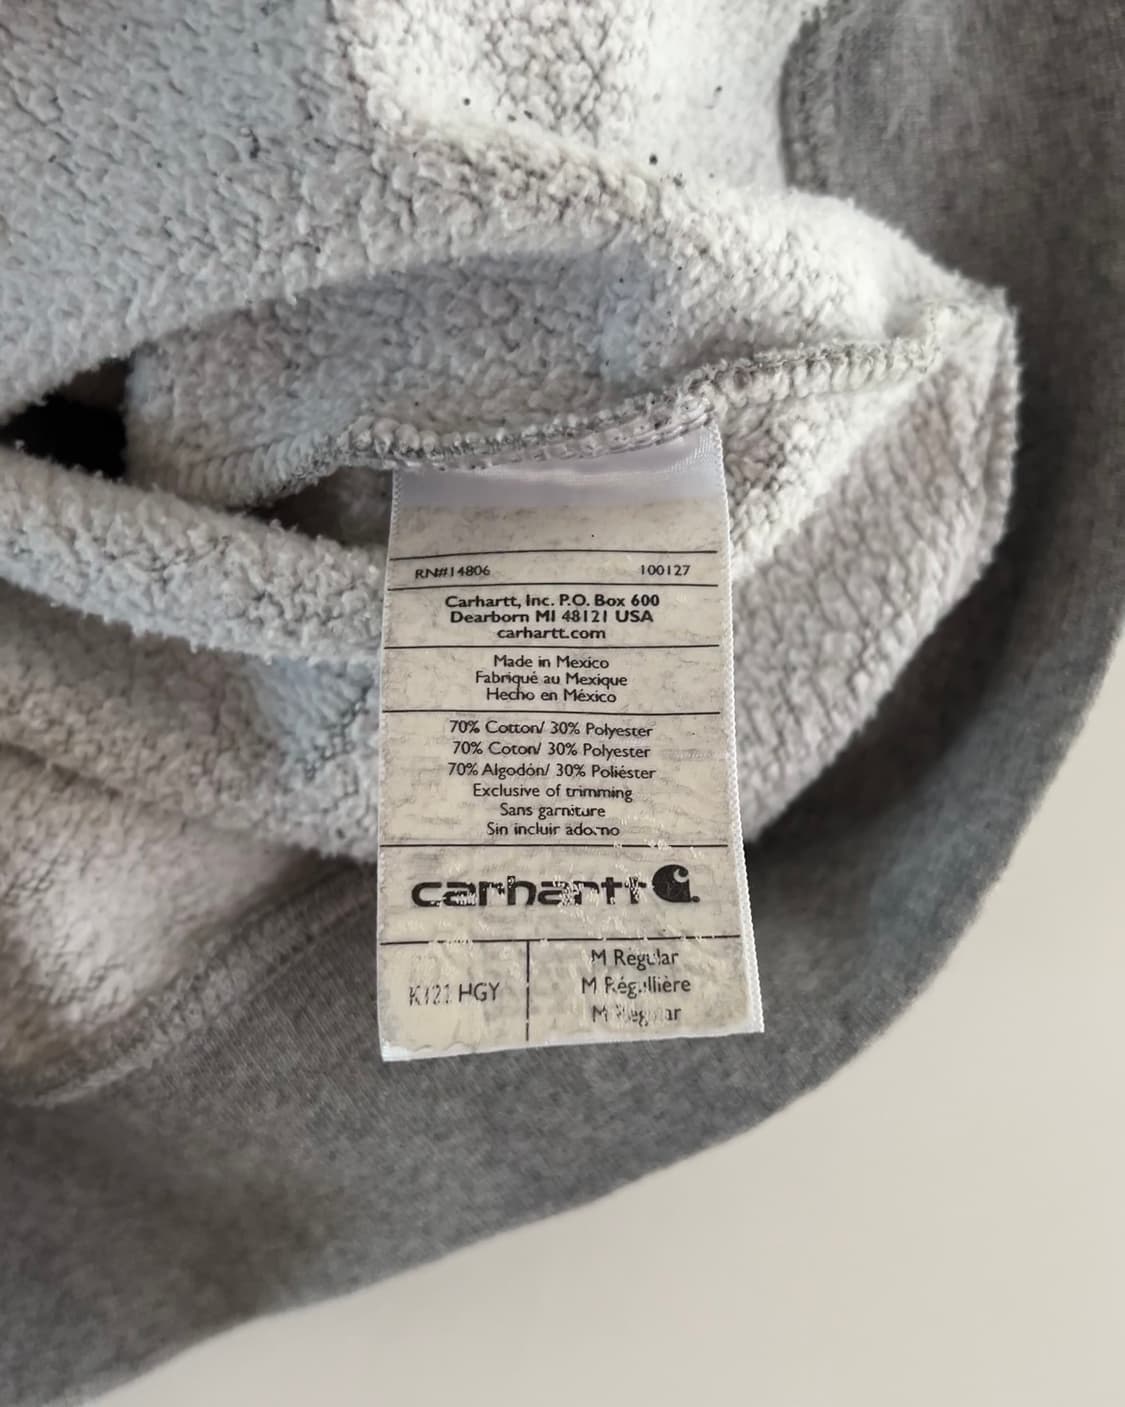 RN#14806 100127
Carhartt, Inc. P.O. Box 600
Dearborn MI 48121 USA
carhartt.com
Made in Mexico
Fabriqué au Mexique
Hecho en México
70% Cotton/ 30% Polyester
70% Coton/ 30% Polyester
70% Algodón/ 30% Poliéster
Exclusive of trimming
Sans garniture
Sin incluir adorno
carhartt
K121 HGY
M Regular
M Régullière
M Regular